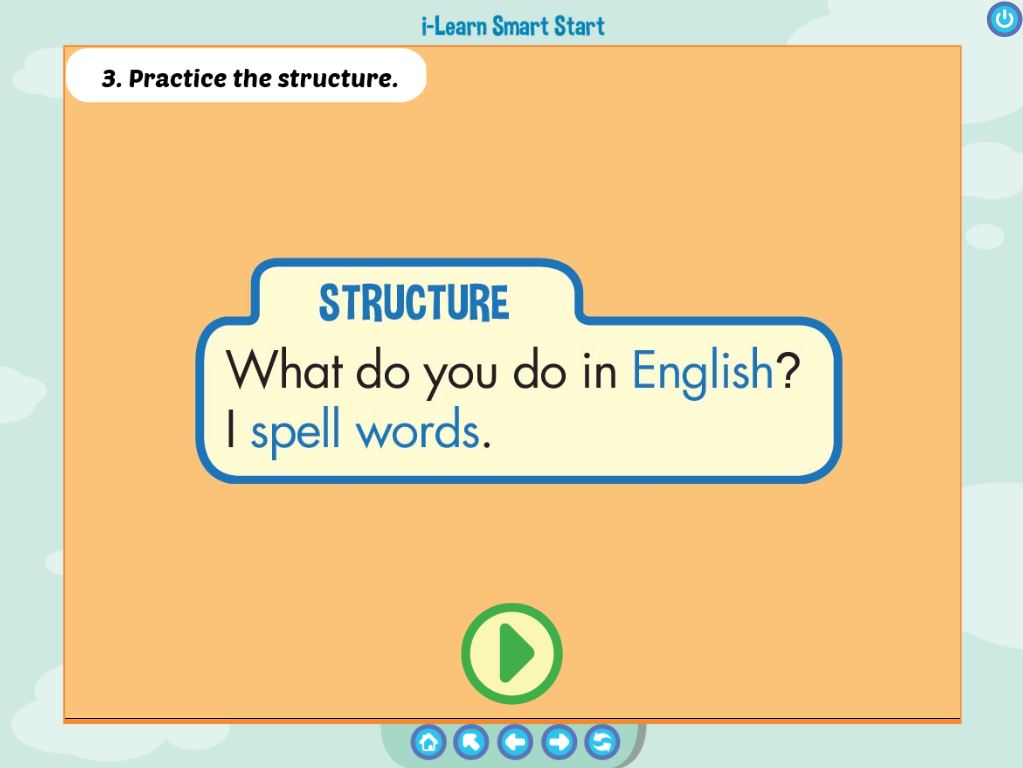 i-Learn Smart Start
3. Practice the structure.
STRUCTURE
What do you do in English?
I spell words.